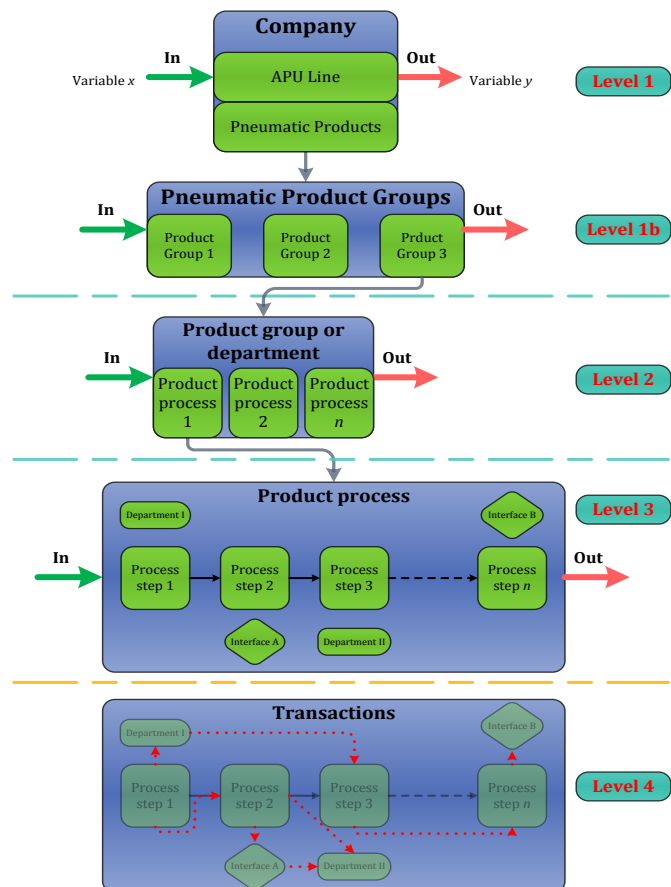 Company
In
Out
Variable x
APU Line
Variable y
Level 1
Pneumatic Products
Pneumatic Product Groups
In
Out
Product
Group 1
Product
Group 2
Prduct
Group 3
Level 1b
Product group or
department
In
Out
Product
process
1
Product
process
2
Product
process
n
Level 2
Product process
Level 3
Department I
Interface B
In
Out
Process
step 1
Process
step 2
Process
step 3
Process
step n
Interface A
Department II
Transactions
Department I
Interface B
Process
step 1
Process
step 2
Process
step 3
Process
step n
Level 4
Interface A
Department II